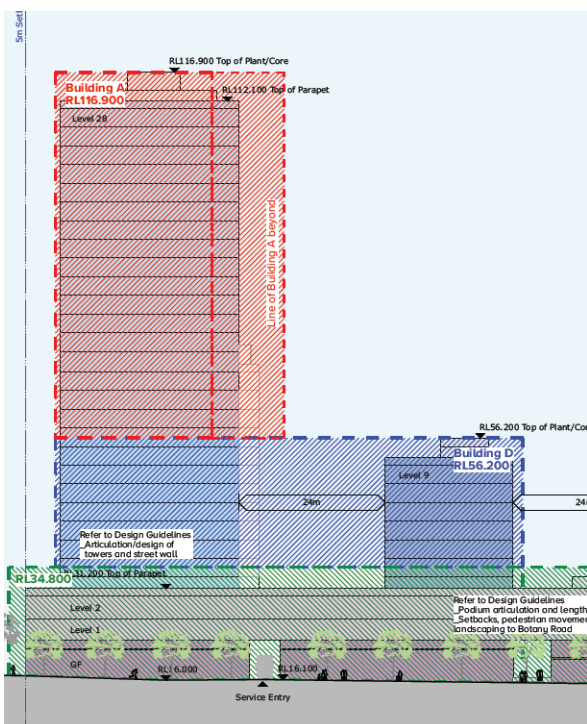 5m Set
RL116.900 Top of Plant/Core
Building A
RL116.900
RL112.100 Top of Parapet
Level 28
Line of Building A beyond
RL56.200 Top of Plant/Cor
Building D
RL56.200
Level 9
24m
24
Refer to Design Guidelines
_Articulation/design of
towers and street wall
RL34.800
31.200 Top of Parapet
Refer to Design Guidelines
_Podium articulation and length
_Setbacks, pedestrian movemen
landscaping to Botany Road
Level 2
Level 1
GF
RL16.000
RL16.100
Service Entry